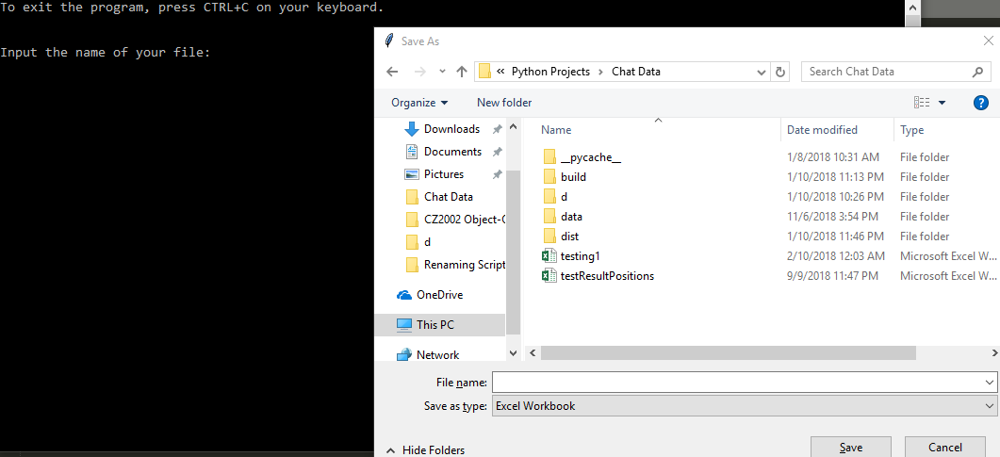 To exit the program, press CTRL+C on your keyboard.
Input the name of your file:
Save As
« Python Projects > Chat Data
Search Chat Data
Organize
New folder
Downloads
Documents
Pictures
Chat Data
CZ2002 Object-
d
Renaming Script
OneDrive
This PC
Network
Name Date modified Type
__pycache__ 1/8/2018 10:31 AM File folder
build 1/10/2018 11:13 PM File folder
d 1/10/2018 10:26 PM File folder
data 11/6/2018 3:54 PM File folder
dist 1/10/2018 11:46 PM File folder
testing1 2/10/2018 12:03 AM Microsoft Excel W...
testResultPositions 9/9/2018 11:47 PM Microsoft Excel W...
File name:
Save as type: Excel Workbook
Hide Folders
Save
Cancel